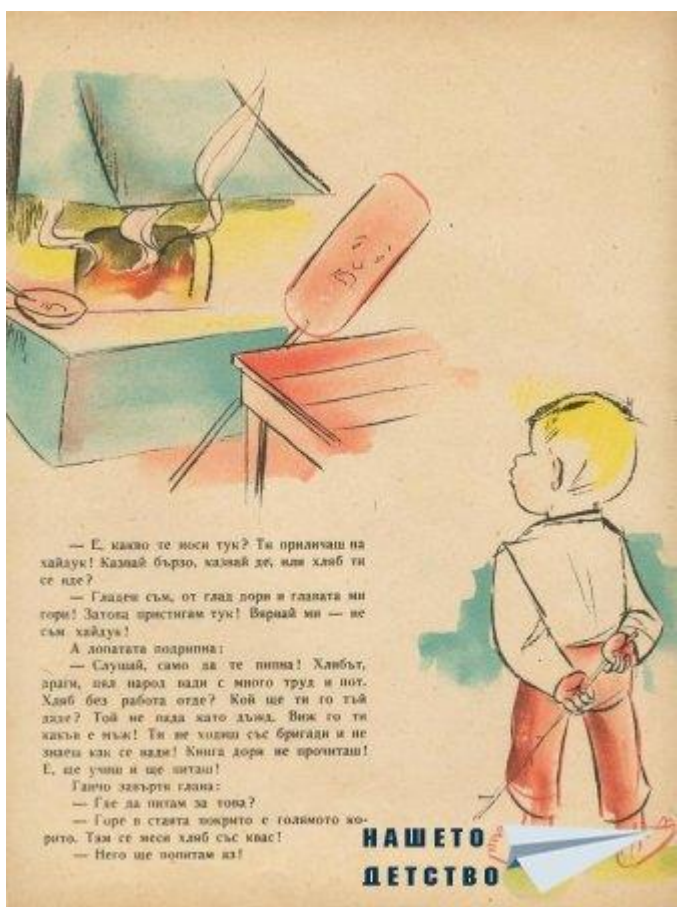 — Е, какво те носи тук? Ти приличаш на
хайдук! Казвай бързо, казвай де, или хляб ти
се яде?
— Гладен съм, от глад дори и главата ми
гори! Затова пристигам тук! Вярвай ми — не
съм хайдук!
А лопатата подрипна:
— Слушай, само да те пипна! Хлябът,
драги, цял народ вади с много труд и пот.
Хляб без работа отде? Кой ще ти го тъй
даде? Той не пада като дъжд. Виж го ти
какъв е мъж! Ти не ходиш със бригади и не
знаеш как се вади! Книга дори не прочиташ!
Е, ще учиш и ще питаш!
Ганчо завъртя глава:
— Где да питам за това?
— Горе в стаята покрито е голямото ко-
рито. Там се меси хляб със квас!
— Него ще попитам аз!
НАШЕТО
ДЕТСТВО